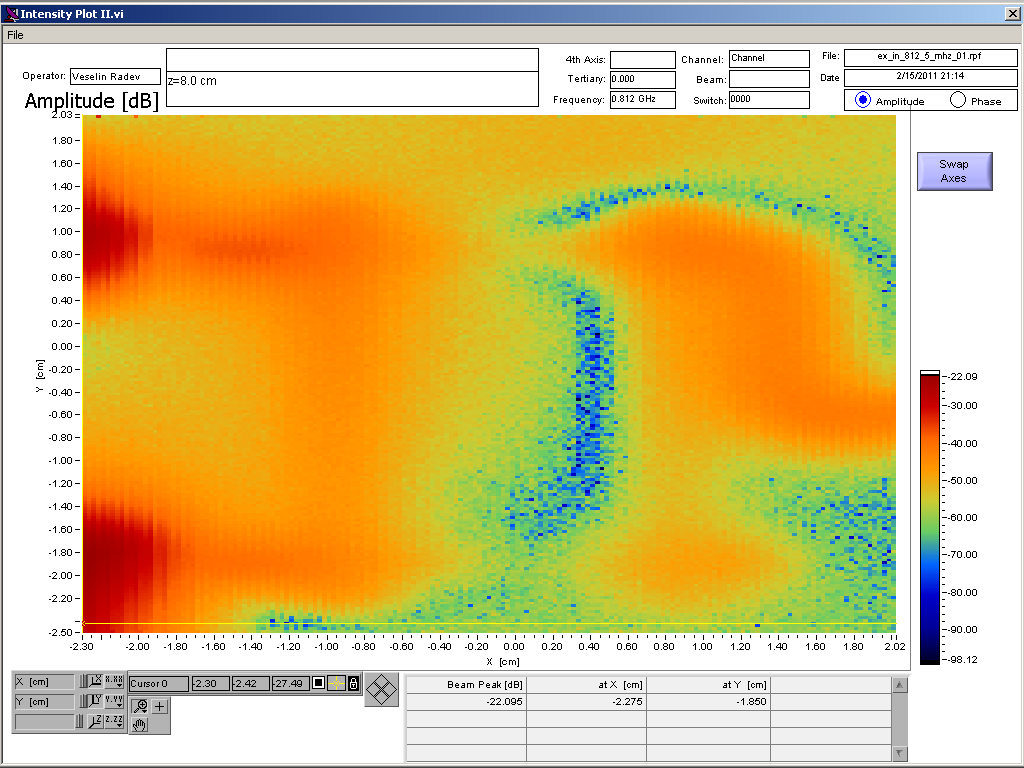 Intensity Plot II.vi
File
Operator: Veselin Radev
z=8.0 cm
4th Axis:
Tertiary: 0.000
Frequency: 0.812 GHz
Channel: Channel
Beam:
Switch: 0000
File: ex_in_812_5_mhz_01.rpf
Date 2/15/2011 21:14
Amplitude Phase
Amplitude [dB]
Swap
Axes
2.03
1.80
1.60
1.40
1.20
1.00
0.80
0.60
0.40
0.20
0.00
-0.20
-0.40
-0.60
-0.80
-1.00
-1.20
-1.40
-1.60
-1.80
-2.00
-2.20
-2.50
Y [cm]
-2.30 -2.00 -1.80 -1.60 -1.40 -1.20 -1.00 -0.80 -0.60 -0.40 -0.20 0.00 0.20 0.40 0.60 0.80 1.00 1.20 1.40 1.60 1.80 2.02
X [cm]
-22.09
-30.00
-40.00
-50.00
-60.00
-70.00
-80.00
-90.00
-98.12
X [cm] X X.XX
Y [cm] Y Y.YY
Z Z.ZZ
Cursor 0 -2.30 -2.42 -27.49
Beam Peak [dB] at X [cm] at Y [cm]
-22.095 -2.275 -1.850